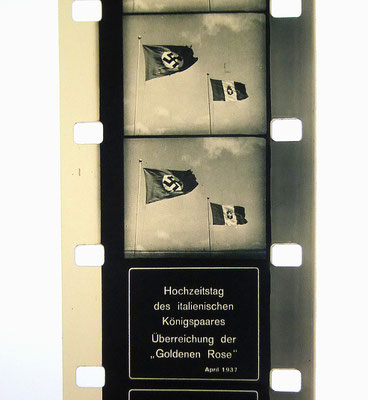 Hochzeitstag
des italienischen
Königspaares
Überreichung der
„Goldenen Rose"
April 1937